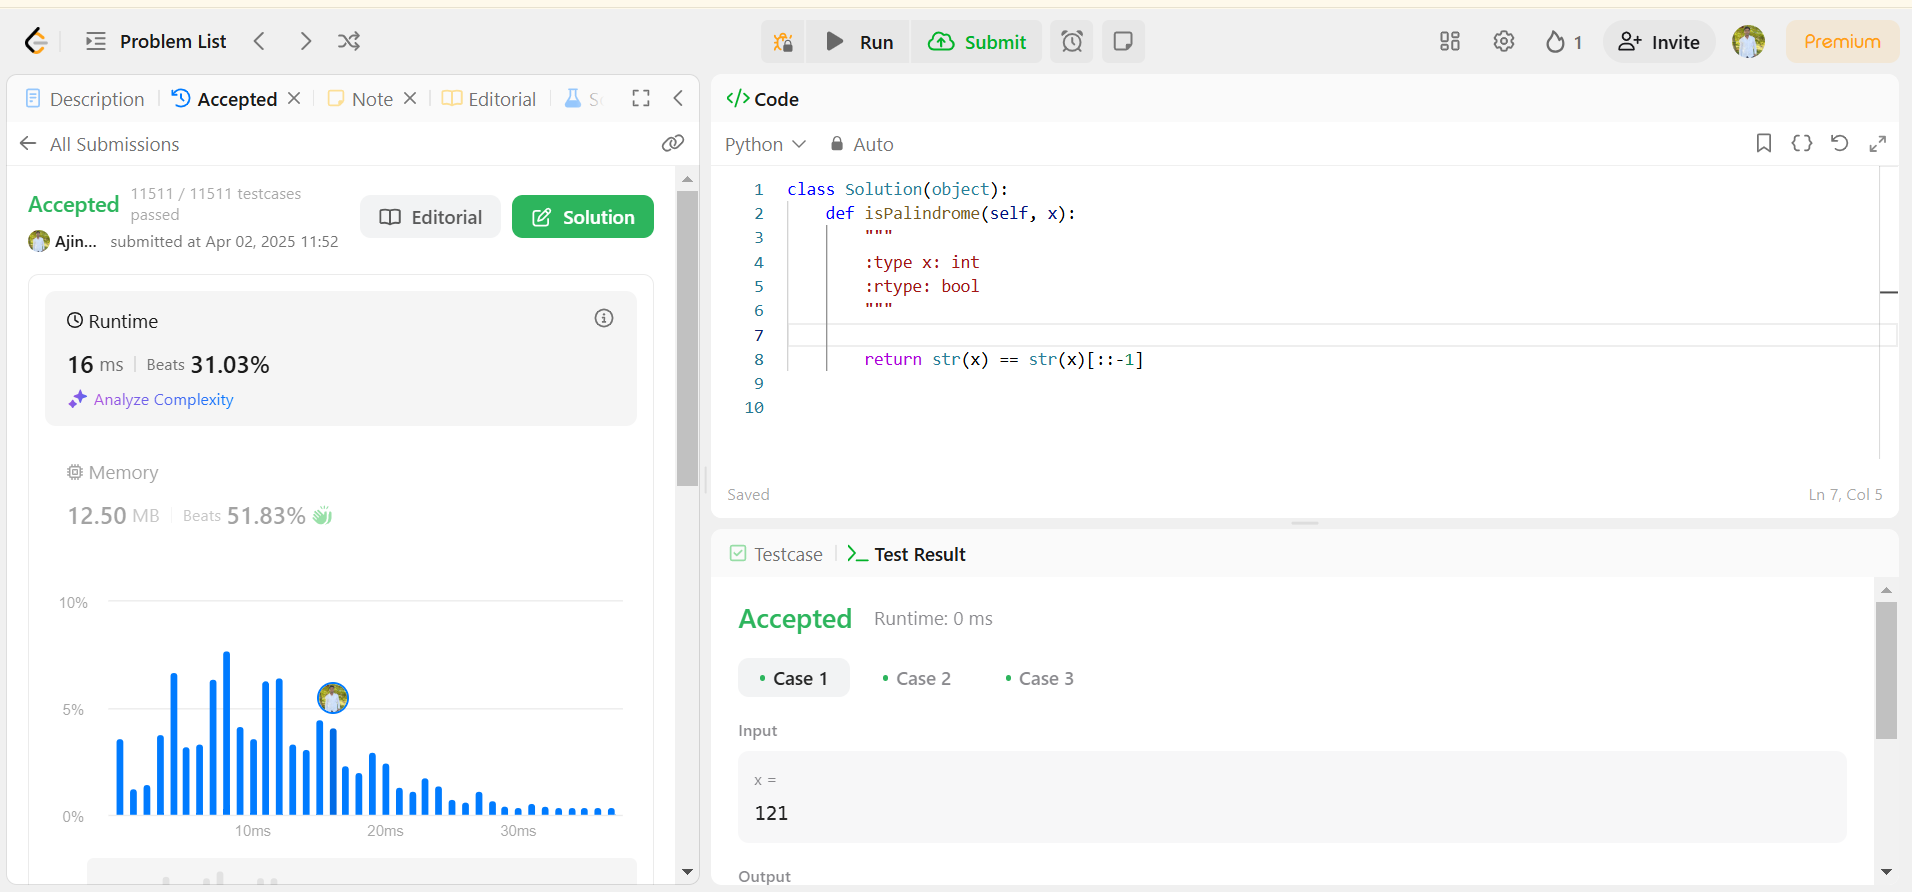 Problem List
Run
Submit
1
Invite
Premium
Description
Accepted
Note
Editorial
All Submissions
Accepted
11511 / 11511 testcases
passed
Ajin... submitted at Apr 02, 2025 11:52
Editorial
Solution
Runtime
16 ms
Beats 31.03%
Analyze Complexity
Memory
12.50 MB
Beats 51.83%
10%
5%
0%
10ms
20ms
30ms
Code
Python
Auto
1 class Solution(object):
2 def isPalindrome(self, x):
3 """
4 :type x: int
5 :rtype: bool
6 """
7
8 return str(x) == str(x)[::-1]
9
10
Saved
Ln 7, Col 5
Testcase
Test Result
Accepted
Runtime: 0 ms
Case 1
Case 2
Case 3
Input
x =
121
Output